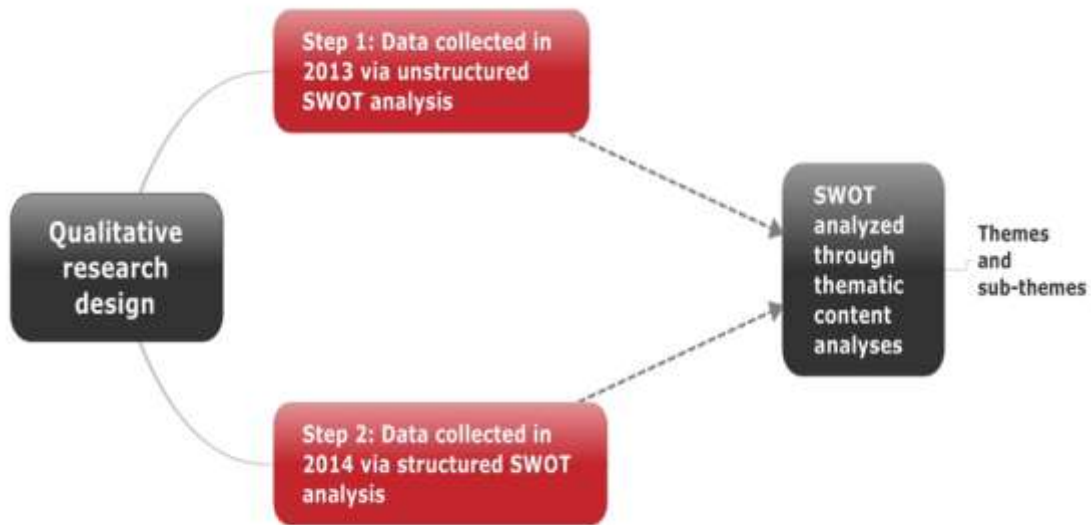 Qualitative
research
design
Step 1: Data collected in
2013 via unstructured
SWOT analysis
Step 2: Data collected in
2014 via structured SWOT
analysis
SWOT
analyzed
through
thematic
content
analyses
Themes
and
sub-themes